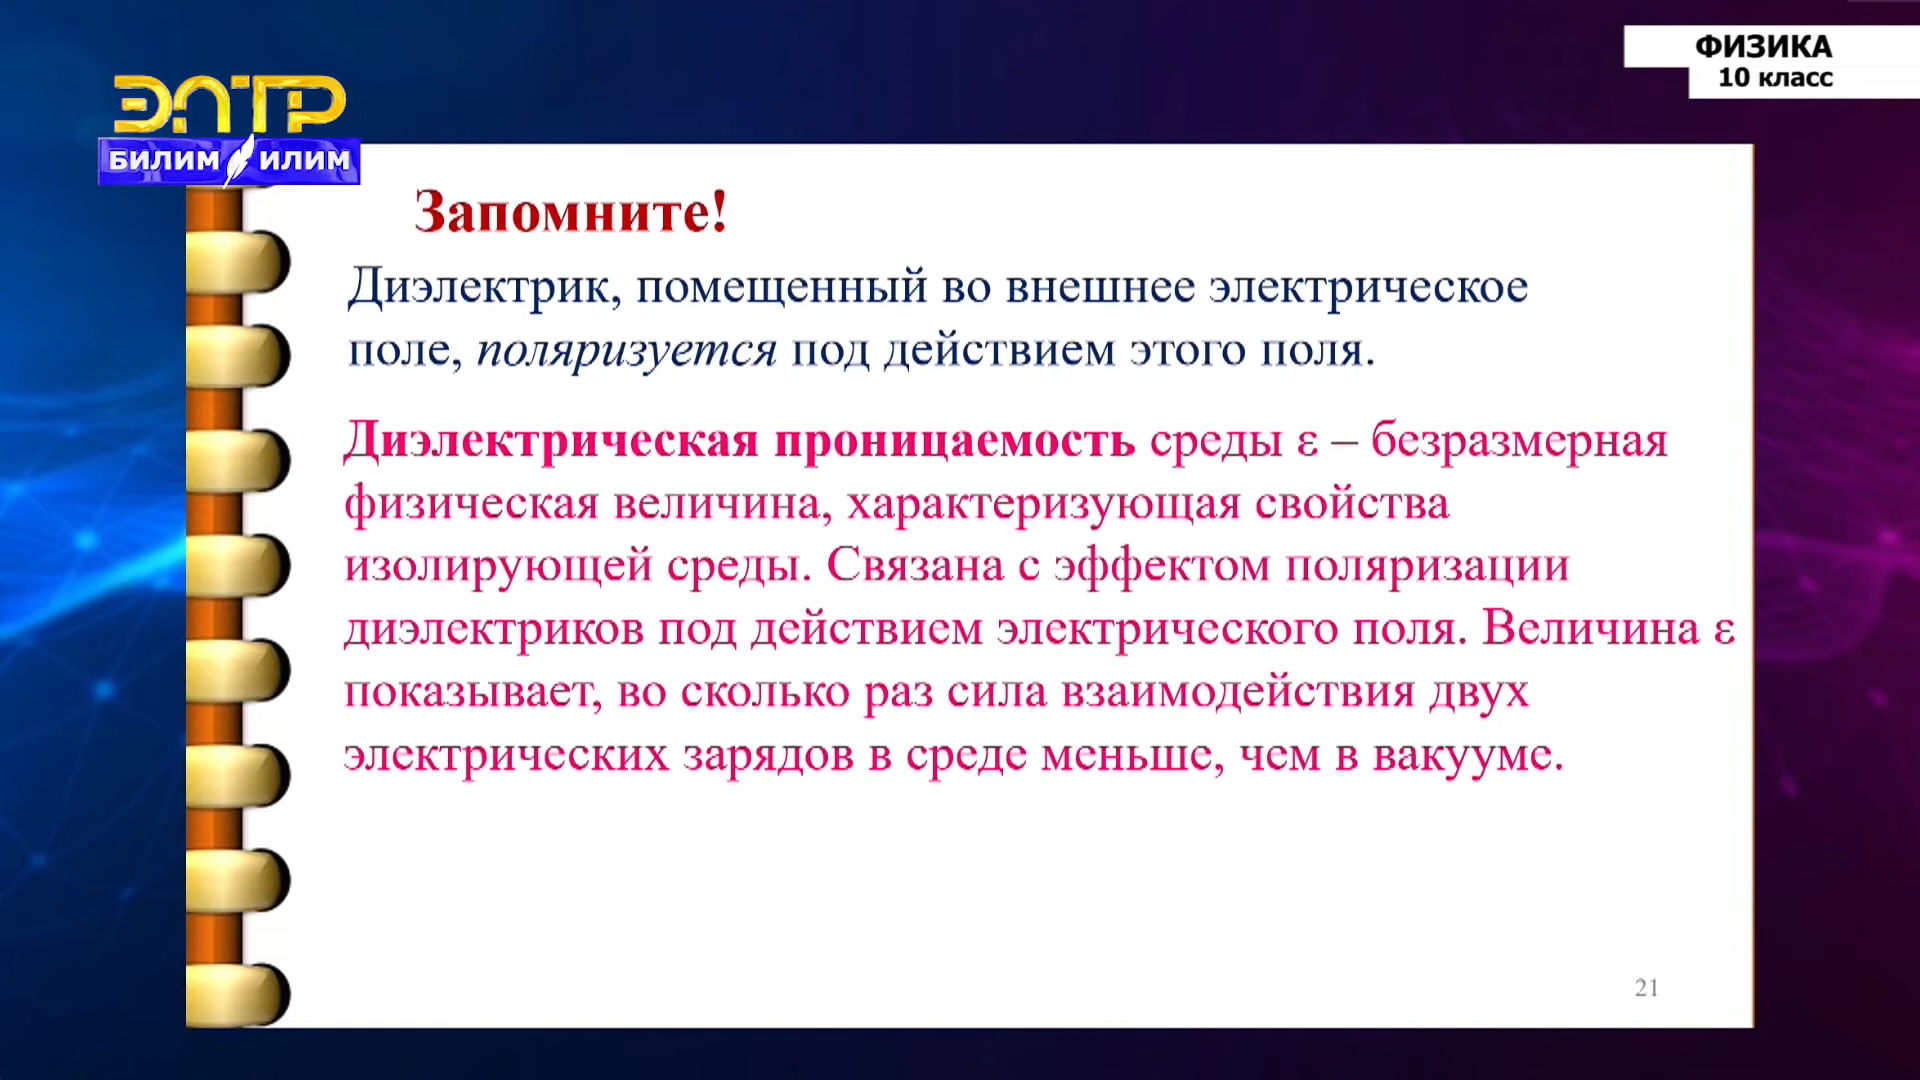 ФИЗИКА
10 класс
ЭЛТР
БИЛИМ ИЛИМ
Запомните!
Диэлектрик, помещенный во внешнее электрическое
поле, поляризуется под действием этого поля.
Диэлектрическая проницаемость среды ε – безразмерная
физическая величина, характеризующая свойства
изолирующей среды. Связана с эффектом поляризации
диэлектриков под действием электрического поля. Величина ε
показывает, во сколько раз сила взаимодействия двух
электрических зарядов в среде меньше, чем в вакууме.
21